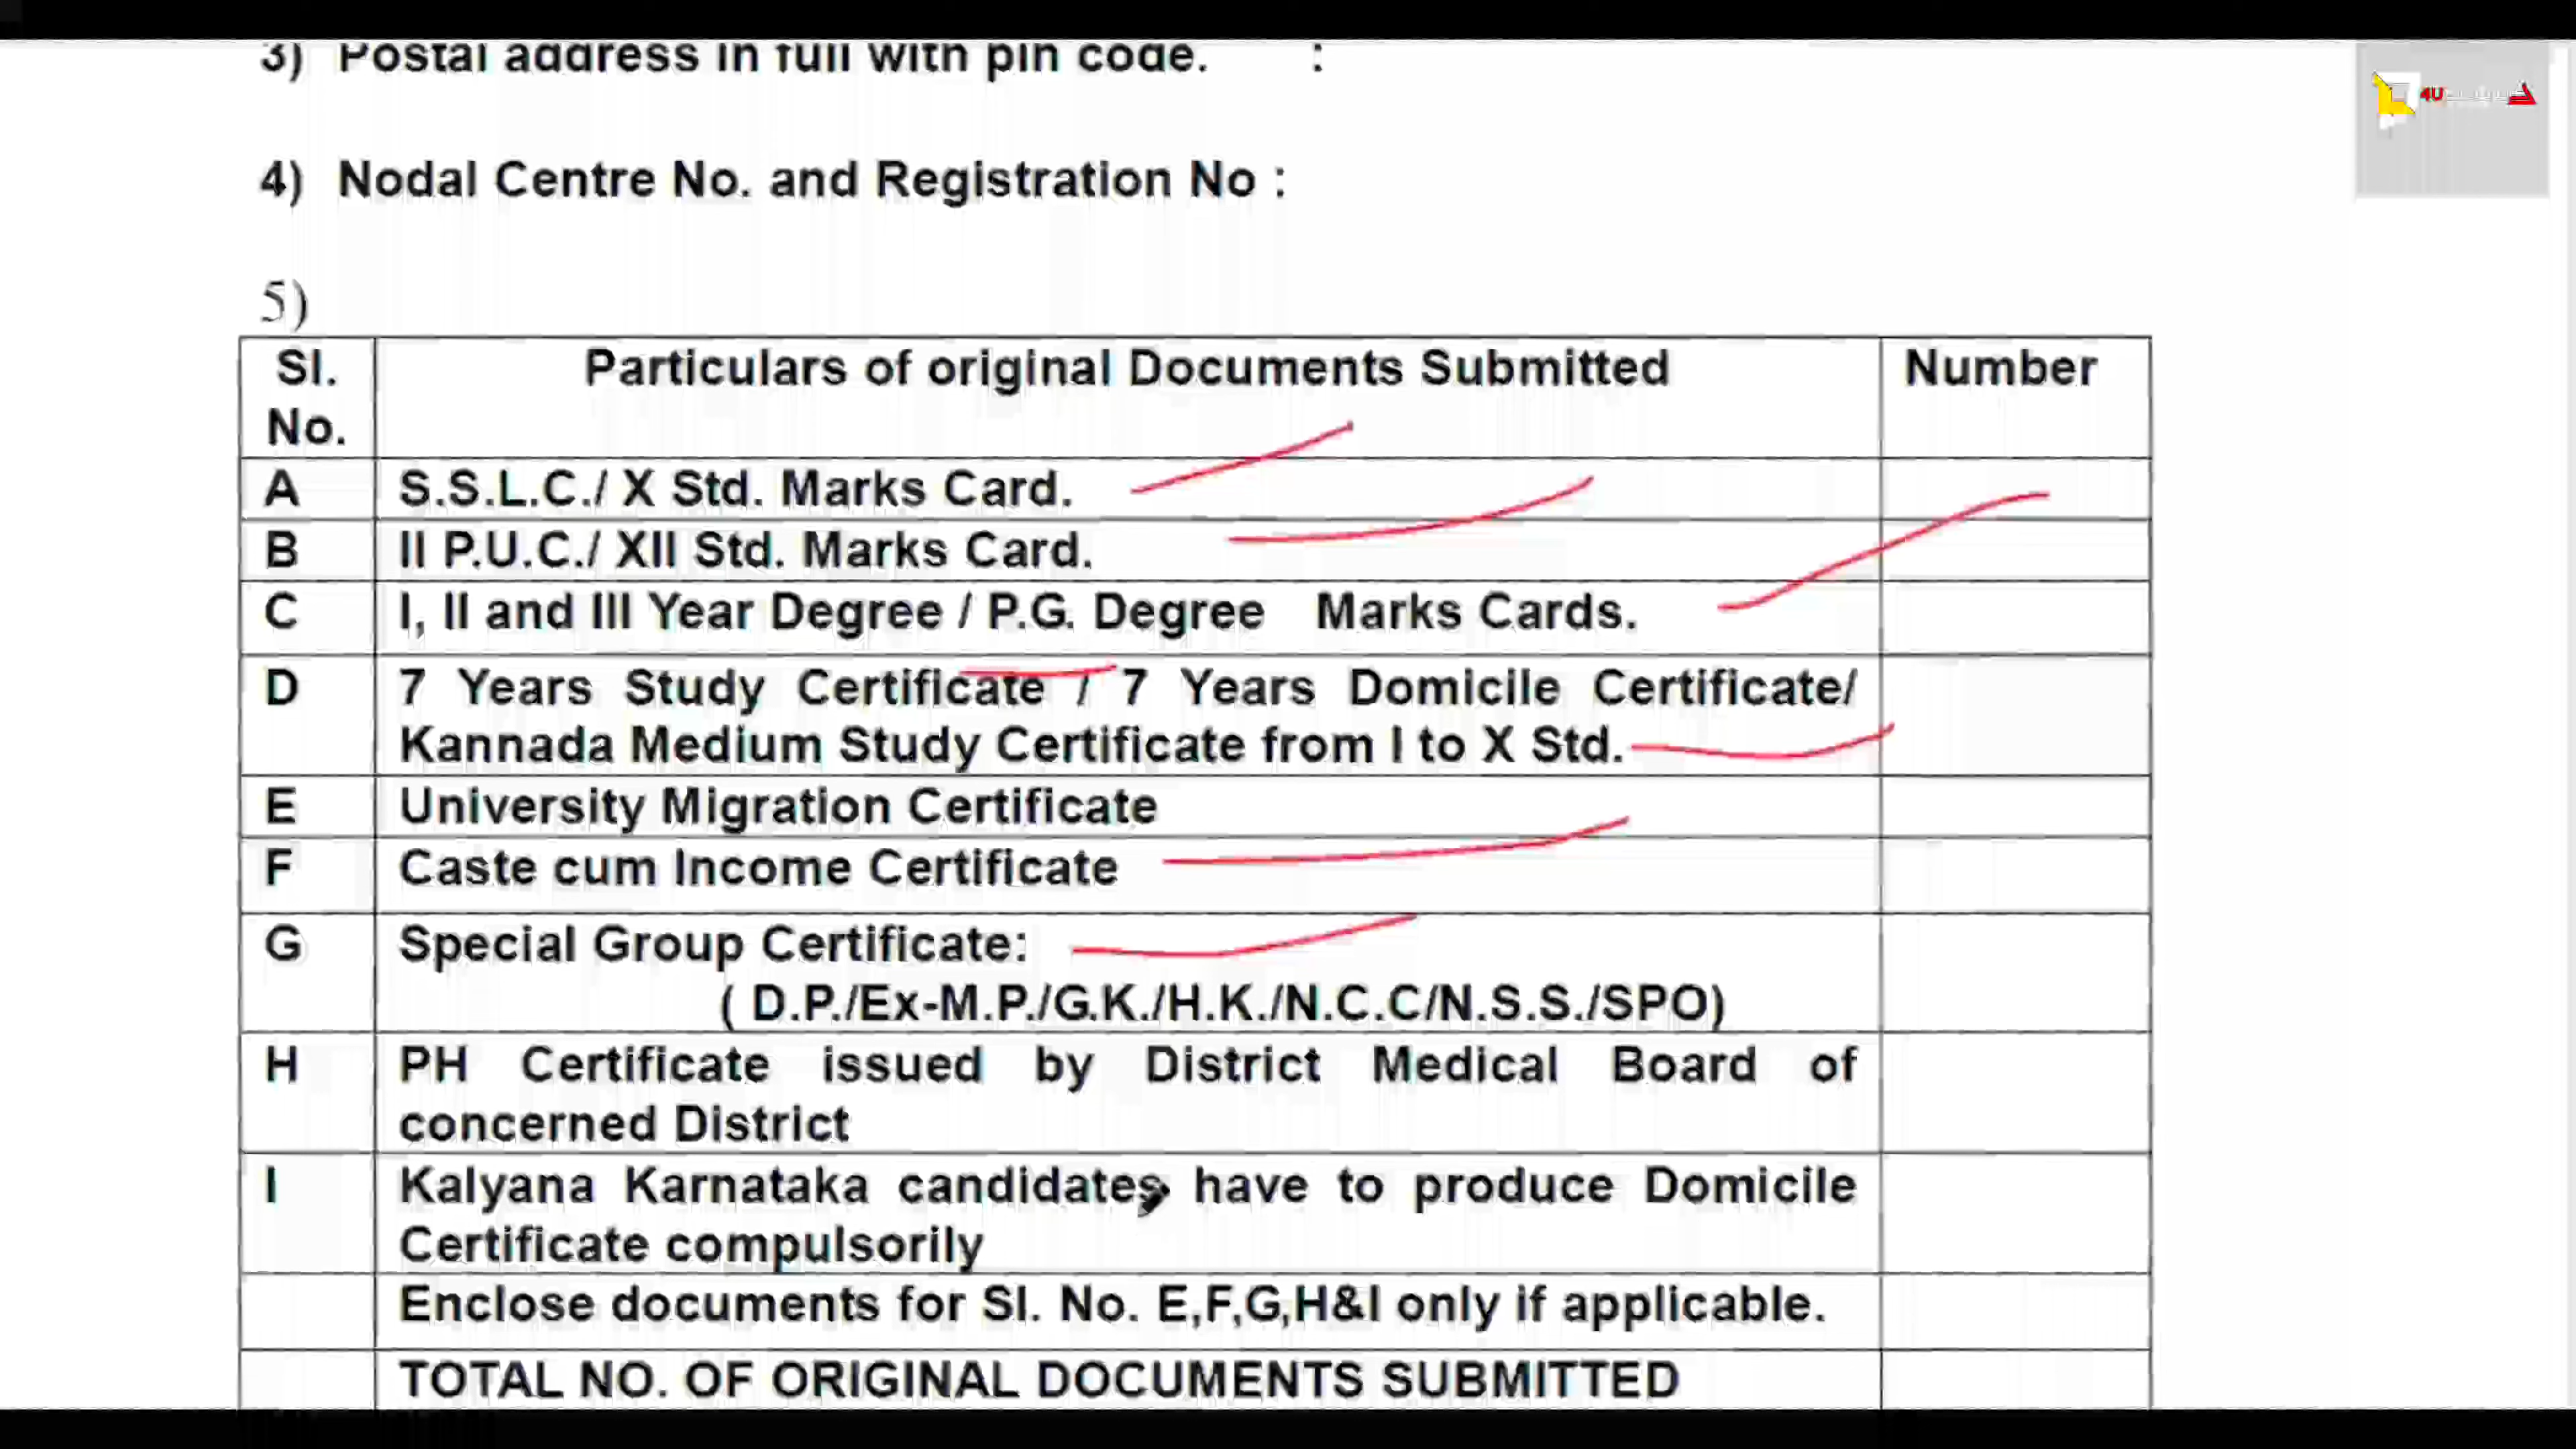 3) Postal address in full with pin code. :
4) Nodal Centre No. and Registration No :
5)
Sl. No. Particulars of original Documents Submitted Number
A S.S.L.C./ X Std. Marks Card.
B II P.U.C./ XII Std. Marks Card.
C I, II and III Year Degree / P.G. Degree Marks Cards.
D 7 Years Study Certificate / 7 Years Domicile Certificate/
Kannada Medium Study Certificate from I to X Std.
E University Migration Certificate
F Caste cum Income Certificate
G Special Group Certificate:
( D.P./Ex-M.P./G.K./H.K./N.C.C/N.S.S./SPO)
H PH Certificate issued by District Medical Board of
concerned District
I Kalyana Karnataka candidates have to produce Domicile
Certificate compulsorily
Enclose documents for Sl. No. E,F,G,H&I only if applicable.
TOTAL NO. OF ORIGINAL DOCUMENTS SUBMITTED
4U